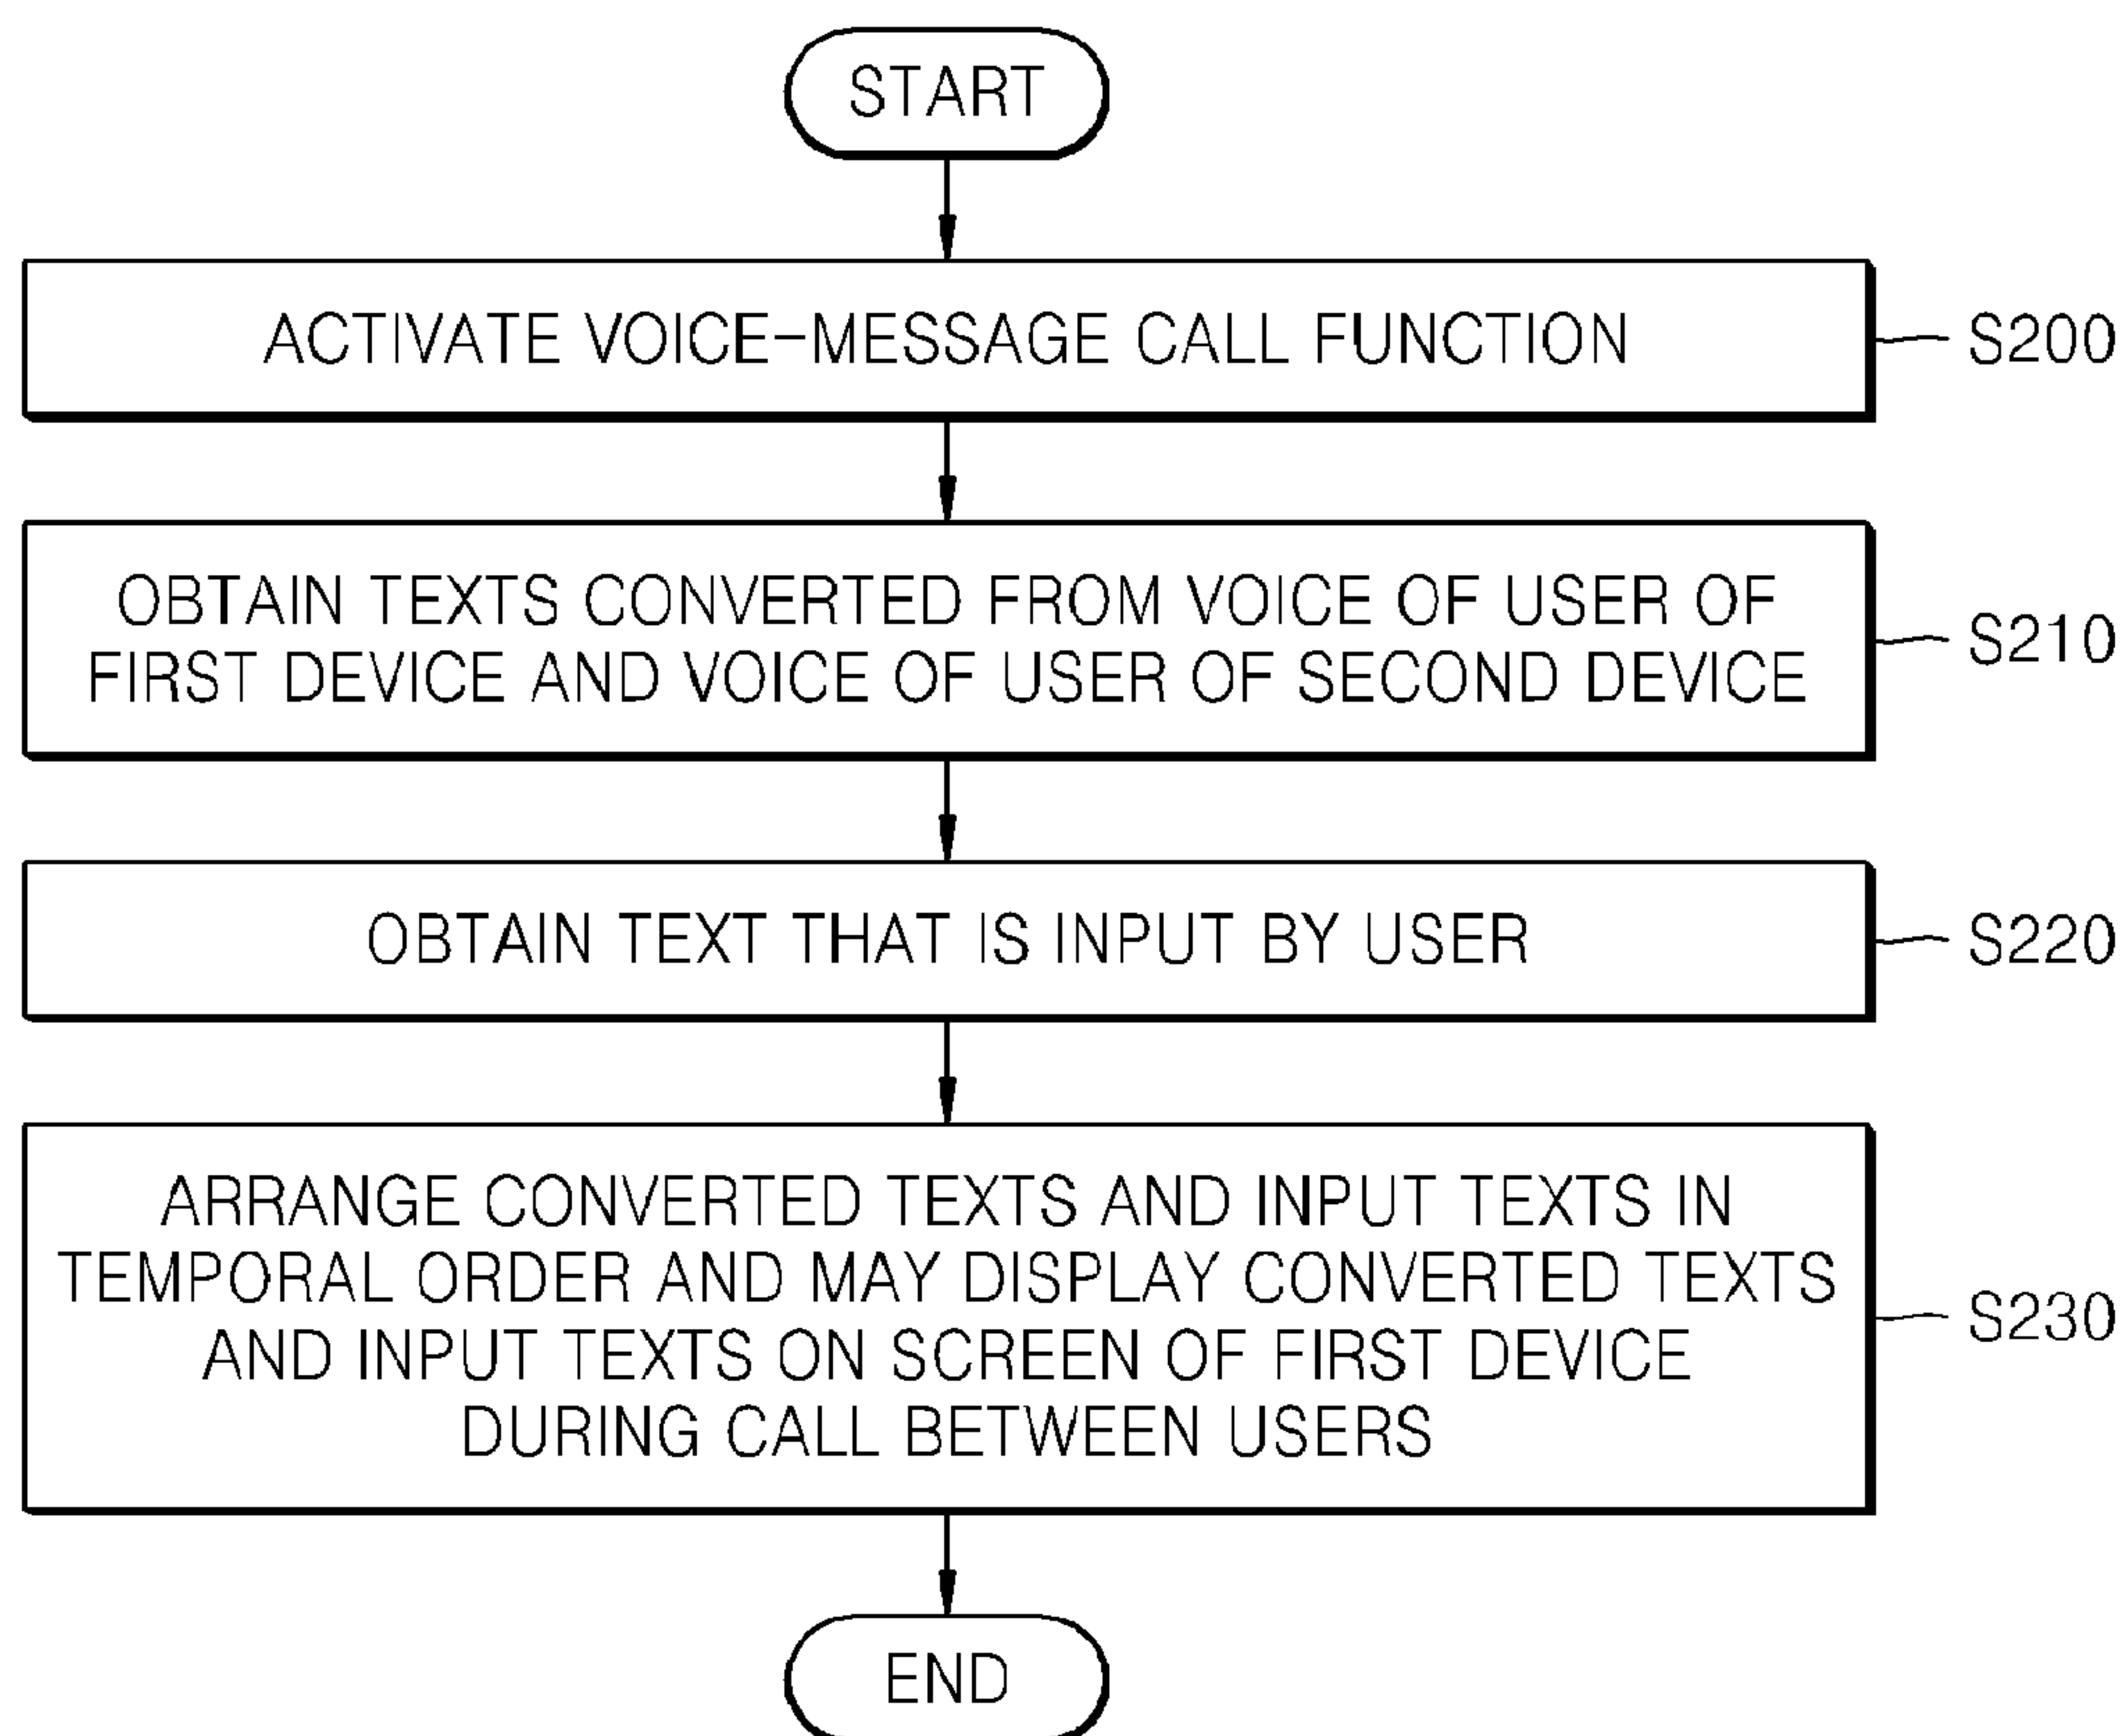 START
ACTIVATE VOICE-MESSAGE CALL FUNCTION
S200
OBTAIN TEXTS CONVERTED FROM VOICE OF USER OF
FIRST DEVICE AND VOICE OF USER OF SECOND DEVICE
S210
OBTAIN TEXT THAT IS INPUT BY USER
S220
ARRANGE CONVERTED TEXTS AND INPUT TEXTS IN
TEMPORAL ORDER AND MAY DISPLAY CONVERTED TEXTS
AND INPUT TEXTS ON SCREEN OF FIRST DEVICE
DURING CALL BETWEEN USERS
S230
END